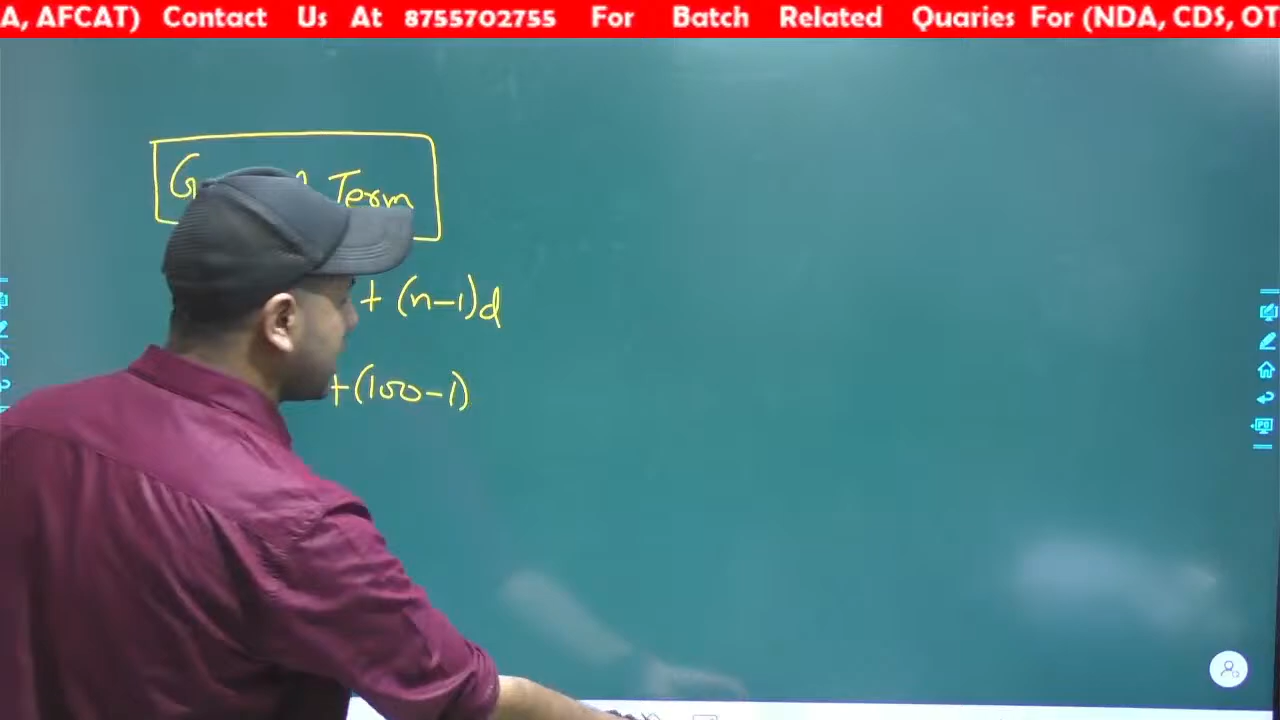 A, AFCAT) Contact Us At 8755702755 For Batch Related Quaries For (NDA, CDS, OT
Term
+ (n-1)d
+(100-1)